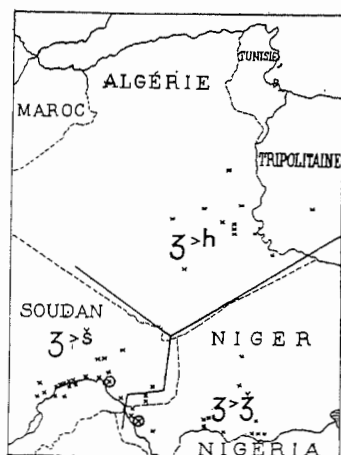 TUNISIE
ALGÉRIE
MAROC
TRIPOLITAINE
ʒ>h
SOUDAN
ʒ>š
NIGER
ʒ>ž
NIGERIA